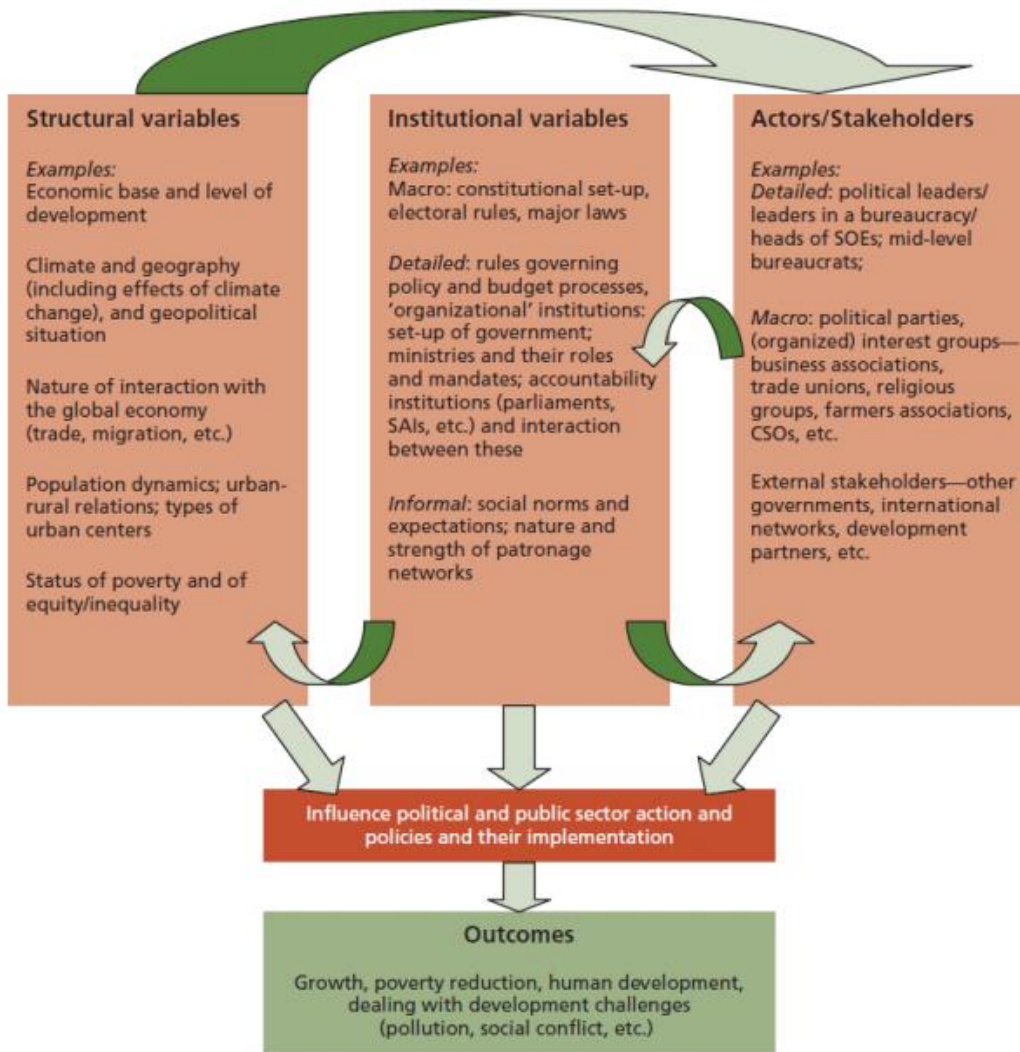 Structural variables
Examples:
Economic base and level of
development
Climate and geography
(including effects of climate
change), and geopolitical
situation
Nature of interaction with
the global economy
(trade, migration, etc.)
Population dynamics; urban-
rural relations; types of
urban centers
Status of poverty and of
equity/inequality
Institutional variables
Examples:
Macro: constitutional set-up,
electoral rules, major laws
Detailed: rules governing
policy and budget processes,
‘organizational’ institutions:
set-up of government;
ministries and their roles
and mandates; accountability
institutions (parliaments,
SAIs, etc.) and interaction
between these
Informal: social norms and
expectations; nature and
strength of patronage
networks
Actors/Stakeholders
Examples:
Detailed: political leaders/
leaders in a bureaucracy/
heads of SOEs; mid-level
bureaucrats;
Macro: political parties,
(organized) interest groups—
business associations,
trade unions, religious
groups, farmers associations,
CSOs, etc.
External stakeholders—other
governments, international
networks, development
partners, etc.
Influence political and public sector action and
policies and their implementation
Outcomes
Growth, poverty reduction, human development,
dealing with development challenges
(pollution, social conflict, etc.)